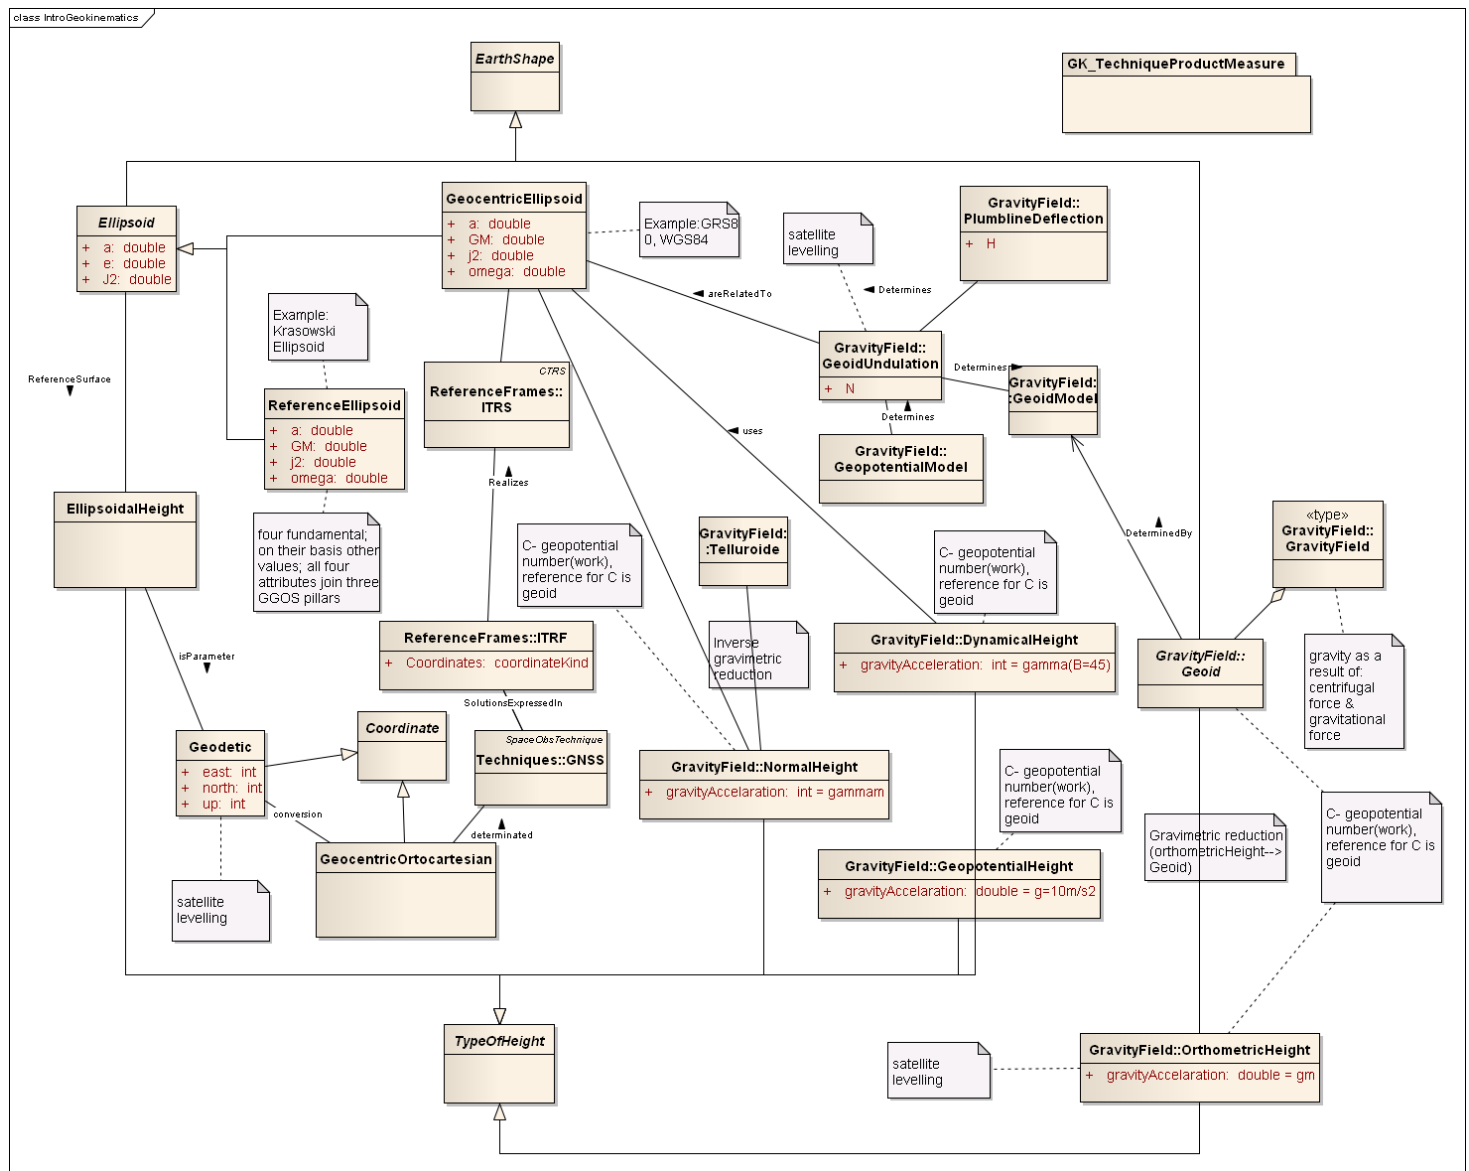 class IntroGeokinematics
EarthShape
GK_TechniqueProductMeasure
Ellipsoid
+ a: double
+ e: double
+ J2: double
GeocentricEllipsoid
+ a: double
+ GM: double
+ j2: double
+ omega: double
Example:GRS8
0, WGS84
satellite
levelling
GravityField::
PlumblineDeflection
+ H
areRelatedTo
Determines
Example:
Krasowski
Ellipsoid
GravityField::
GeoidUndulation
+ N
Determines
GravityField:
:GeoidModel
ReferenceSurface
CTRS
ReferenceFrames::
ITRS
ReferenceEllipsoid
+ a: double
+ GM: double
+ j2: double
+ omega: double
Determines
uses
GravityField::
GeopotentialModel
Realizes
EllipsoidalHeight
four fundamental;
on their basis other
values; all four
attributes join three
GGOS pillars
C- geopotential
number(work),
reference for C is
geoid
GravityField:
:Telluroide
C- geopotential
number(work),
reference for C is
geoid
DeterminedBy
«type»
GravityField::
GravityField
ReferenceFrames::ITRF
+ Coordinates: coordinateKind
Inverse
gravimetric
reduction
GravityField::DynamicalHeight
+ gravityAcceleration: int = gamma(B=45)
GravityField::
Geoid
gravity as a
result of:
centrifugal
force &
gravitational
force
isParameter
SolutionsExpressedIn
Coordinate
SpaceObsTechnique
Techniques::GNSS
Geodetic
+ east: int
+ north: int
+ up: int
conversion
determinated
GravityField::NormalHeight
+ gravityAccelaration: int = gammam
C- geopotential
number(work),
reference for C is
geoid
GeocentricOrtocartesian
GravityField::GeopotentialHeight
+ gravityAccelaration: double = g=10m/s2
Gravimetric reduction
(orthometricHeight-->
Geoid)
C- geopotential
number(work),
reference for C is
geoid
satellite
levelling
TypeOfHeight
satellite
levelling
GravityField::OrthometricHeight
+ gravityAccelaration: double = gm